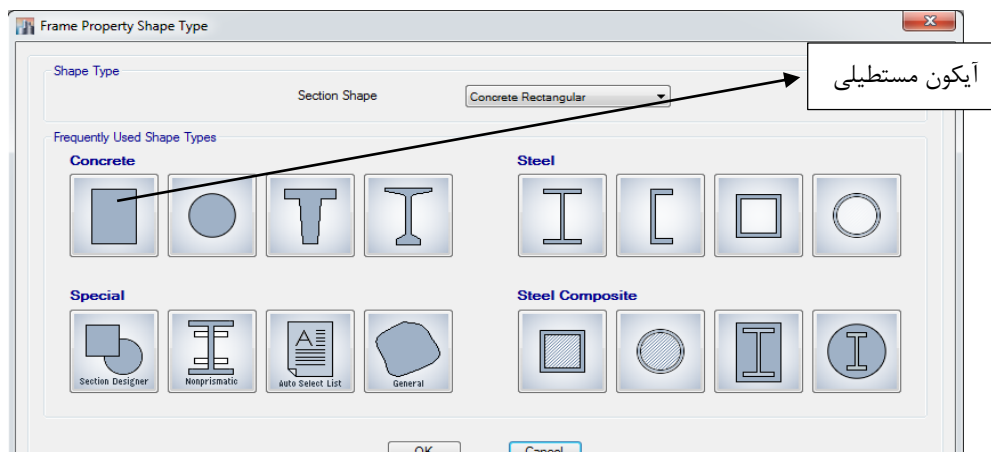 Frame Property Shape Type
آیکون مستطیلی
Shape Type
Section Shape
Concrete Rectangular
Frequently Used Shape Types
Concrete
Steel
Special
Steel Composite
Section Designer
Nonprismatic
Auto Select List
General
OK
Cancel